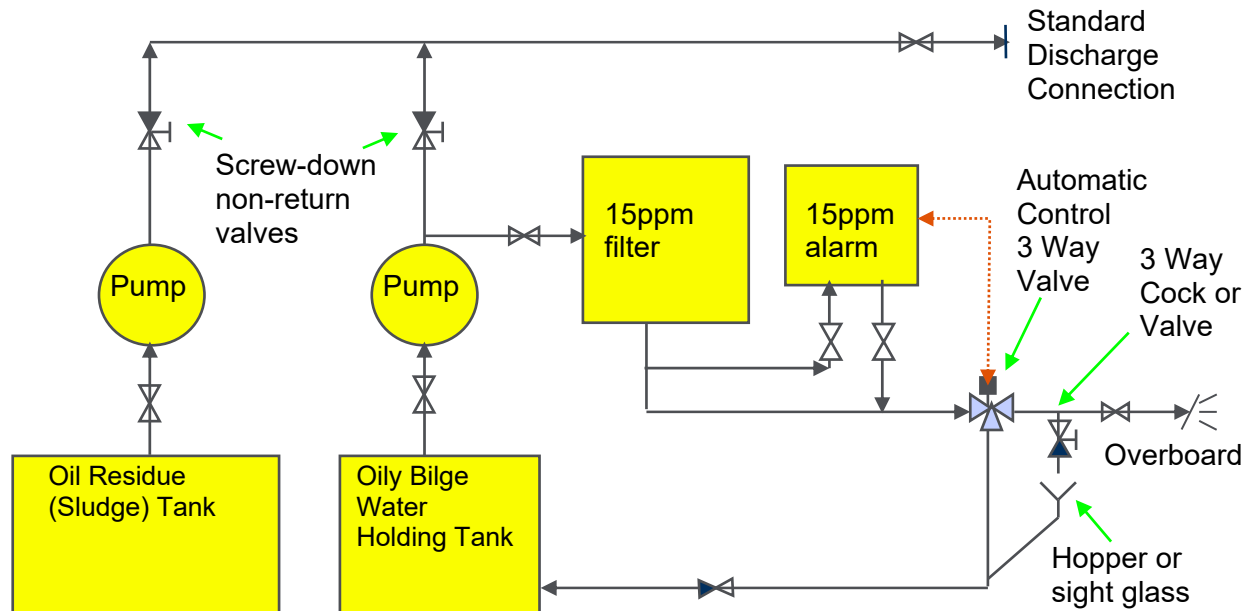 Standard
Discharge
Connection
Screw-down
non-return
valves
15ppm
filter
15ppm
alarm
Automatic
Control
3 Way
Valve
3 Way
Cock or
Valve
Pump
Pump
Overboard
Oil Residue
(Sludge) Tank
Oily Bilge
Water
Holding Tank
Hopper or
sight glass